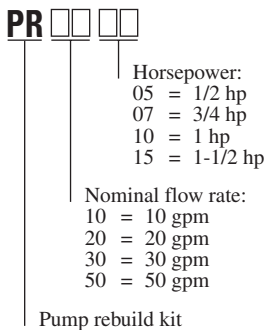 PR
Horsepower:
05 = 1/2 hp
07 = 3/4 hp
10 = 1 hp
15 = 1-1/2 hp
Nominal flow rate:
10 = 10 gpm
20 = 20 gpm
30 = 30 gpm
50 = 50 gpm
Pump rebuild kit